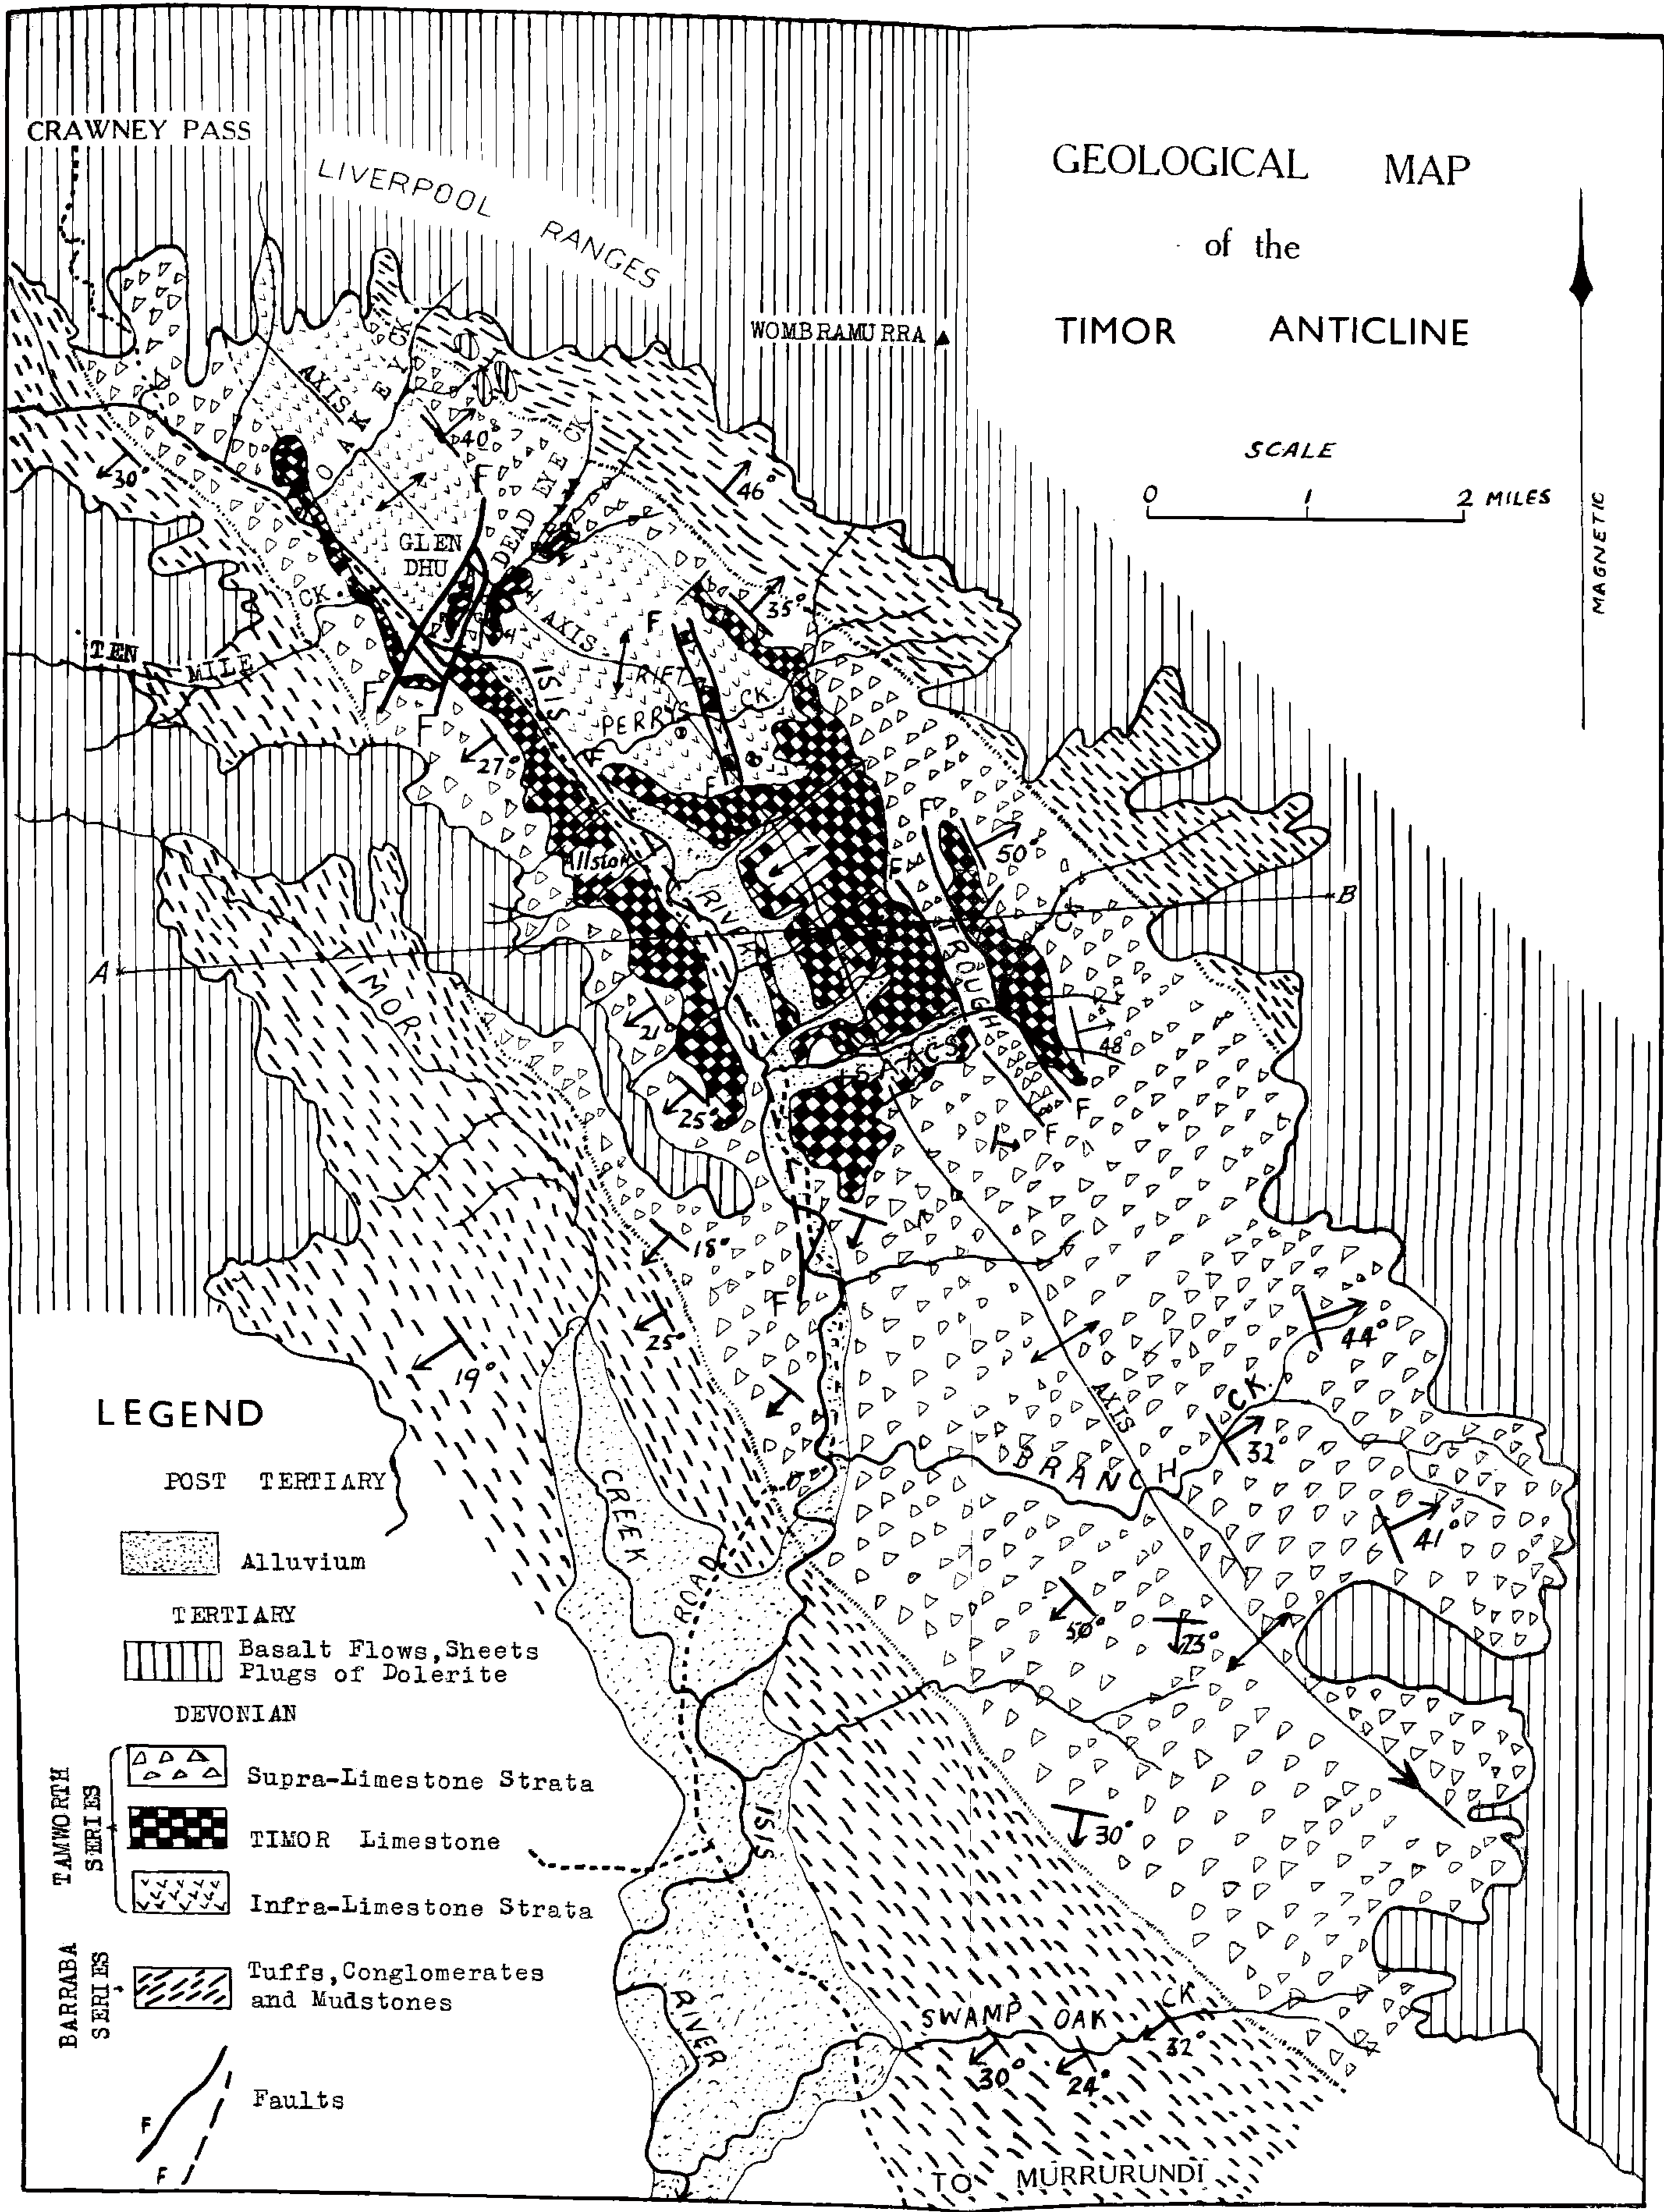 GEOLOGICAL MAP
of the
TIMOR ANTICLINE
SCALE
0 1 2 MILES
MAGNETIC
CRAWNEY PASS
LIVERPOOL RANGES
WOMBRAMURRA
AXIS
OAKEY CK.
40°
F
DEAD EYE CK
46°
30°
GLEN
DHU
CK.
TEN MILE
35°
AXIS
F
RIFT
ISIS
PERRYS CK.
F
F
27°
F
F
F
50°
Allston
F
B
RIVER
CK
TROUGH
A
TIMOR
21°
48°
ISAACS
25°
F
F
18°
F
25°
44°
19°
AXIS
CK.
32°
BRANCH
41°
CREEK
ROAD
50°
23°
30°
ISIS
RIVER
SWAMP OAK CK
32°
30°
24°
TO MURRURUNDI
LEGEND
POST TERTIARY
Alluvium
TERTIARY
Basalt Flows, Sheets
Plugs of Dolerite
DEVONIAN
TAMWORTH
SERIES
Supra-Limestone Strata
TIMOR Limestone
Infra-Limestone Strata
BARRABA
SERIES
Tuffs, Conglomerates
and Mudstones
Faults
F
F